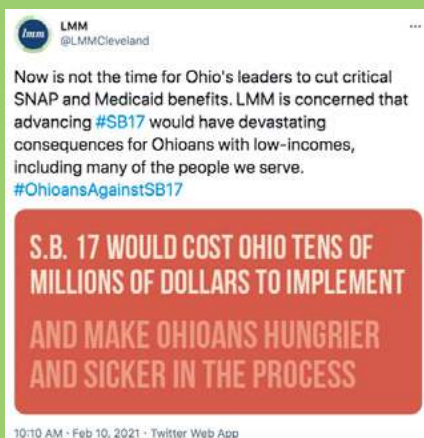 lmm
LMM
@LMMCleveland
Now is not the time for Ohio's leaders to cut critical
SNAP and Medicaid benefits. LMM is concerned that
advancing #SB17 would have devastating
consequences for Ohioans with low-incomes,
including many of the people we serve.
#OhioansAgainstSB17
S.B. 17 WOULD COST OHIO TENS OF
MILLIONS OF DOLLARS TO IMPLEMENT
AND MAKE OHIOANS HUNGRIER
AND SICKER IN THE PROCESS
10:10 AM · Feb 10, 2021 · Twitter Web App